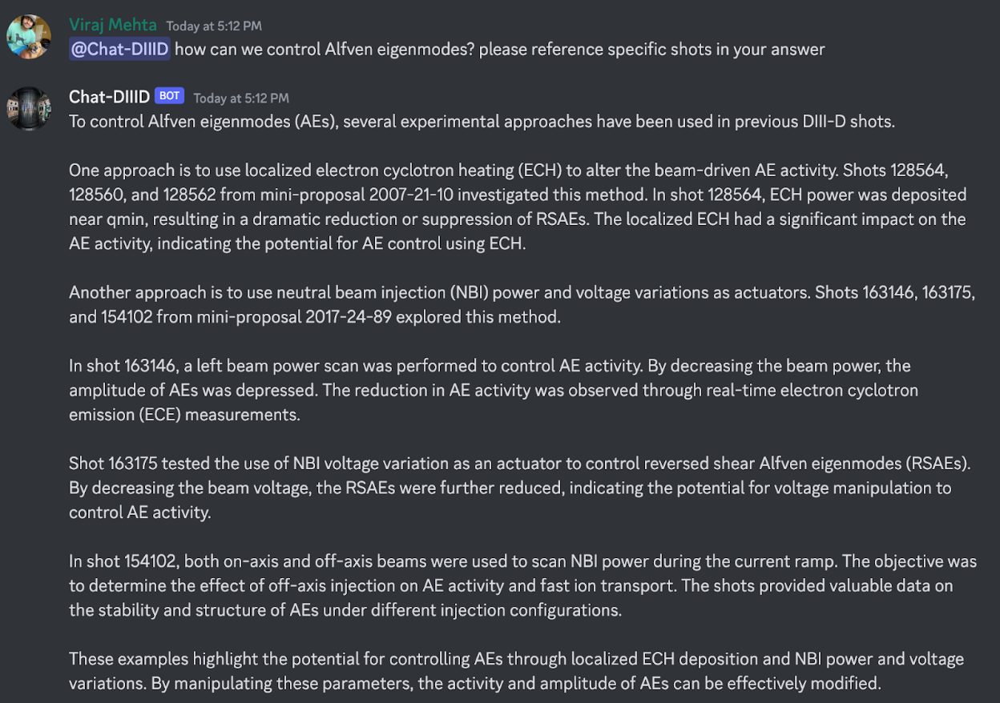 Viraj Mehta Today at 5:12 PM
@Chat-DIIID how can we control Alfven eigenmodes? please reference specific shots in your answer
Chat-DIIID BOT Today at 5:12 PM
To control Alfven eigenmodes (AEs), several experimental approaches have been used in previous DIII-D shots.
One approach is to use localized electron cyclotron heating (ECH) to alter the beam-driven AE activity. Shots 128564,
128560, and 128562 from mini-proposal 2007-21-10 investigated this method. In shot 128564, ECH power was deposited
near qmin, resulting in a dramatic reduction or suppression of RSAEs. The localized ECH had a significant impact on the
AE activity, indicating the potential for AE control using ECH.
Another approach is to use neutral beam injection (NBI) power and voltage variations as actuators. Shots 163146, 163175,
and 154102 from mini-proposal 2017-24-89 explored this method.
In shot 163146, a left beam power scan was performed to control AE activity. By decreasing the beam power, the
amplitude of AEs was depressed. The reduction in AE activity was observed through real-time electron cyclotron
emission (ECE) measurements.
Shot 163175 tested the use of NBI voltage variation as an actuator to control reversed shear Alfven eigenmodes (RSAEs).
By decreasing the beam voltage, the RSAEs were further reduced, indicating the potential for voltage manipulation to
control AE activity.
In shot 154102, both on-axis and off-axis beams were used to scan NBI power during the current ramp. The objective was
to determine the effect of off-axis injection on AE activity and fast ion transport. The shots provided valuable data on
the stability and structure of AEs under different injection configurations.
These examples highlight the potential for controlling AEs through localized ECH deposition and NBI power and voltage
variations. By manipulating these parameters, the activity and amplitude of AEs can be effectively modified.